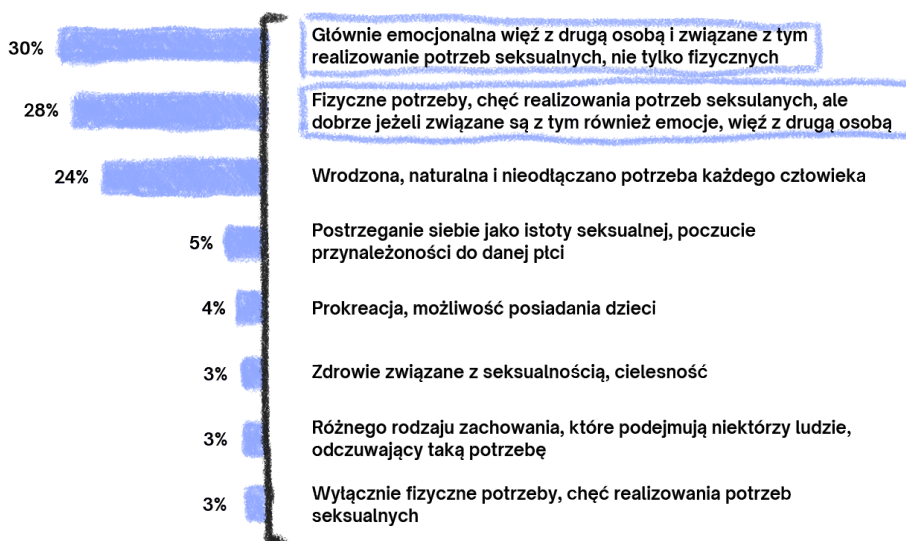 30%
Głównie emocjonalna więź z drugą osobą i związane z tym
realizowanie potrzeb seksualnych, nie tylko fizycznych
28%
Fizyczne potrzeby, chęć realizowania potrzeb seksulanych, ale
dobrze jeżeli związane są z tym również emocje, więź z drugą osobą
24%
Wrodzona, naturalna i nieodłączano potrzeba każdego człowieka
5%
Postrzeganie siebie jako istoty seksualnej, poczucie
przynależoności do danej płci
4%
Prokreacja, możliwość posiadania dzieci
3%
Zdrowie związane z seksualnością, cielesność
3%
Różnego rodzaju zachowania, które podejmują niektórzy ludzie,
odczuwający taką potrzebę
3%
Wyłącznie fizyczne potrzeby, chęć realizowania potrzeb
seksualnych